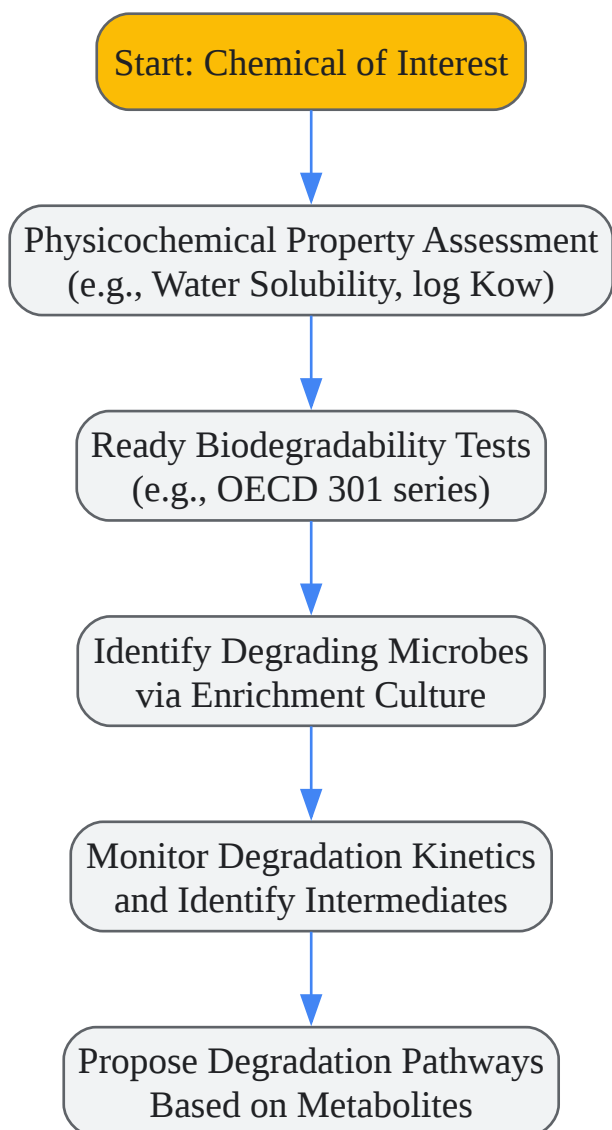 Start: Chemical of Interest
Physicochemical Property Assessment
(e.g., Water Solubility, log Kow)
Ready Biodegradability Tests
(e.g., OECD 301 series)
Identify Degrading Microbes
via Enrichment Culture
Monitor Degradation Kinetics
and Identify Intermediates
Propose Degradation Pathways
Based on Metabolites